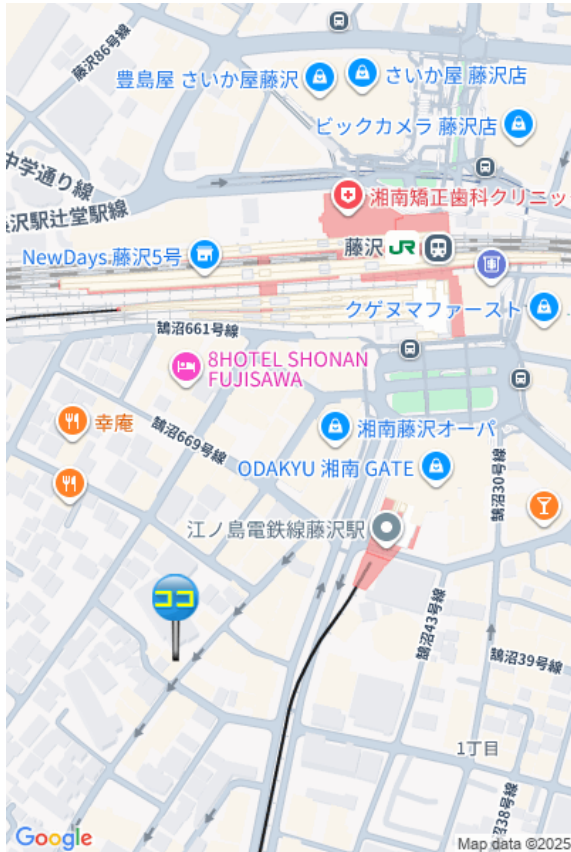 藤沢86号線
豊島屋 さいか屋藤沢
さいか屋 藤沢店
ビックカメラ 藤沢店
中学通り線
湘南矯正歯科クリニッ
沢駅辻堂駅線
藤沢 JR
NewDays 藤沢5号
クゲヌマファースト
鵠沼661号線
8HOTEL SHONAN
FUJISAWA
幸庵
湘南藤沢オーパ
鵠沼669号線
ODAKYU 湘南 GATE
鵠沼30号線
江ノ島電鉄線藤沢駅
ココ
鵠沼43号線
鵠沼39号線
1丁目
鵠沼38号線
Google
Map data ©2025